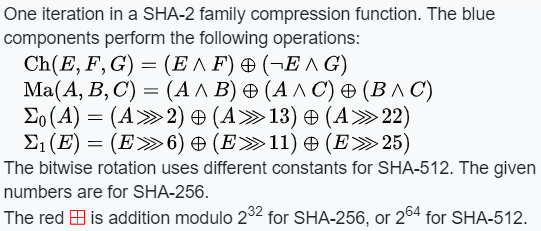 One iteration in a SHA-2 family compression function. The blue
components perform the following operations:
Ch(E, F, G) = (E ∧ F) ⊕ (¬E ∧ G)
Ma(A, B, C) = (A ∧ B) ⊕ (A ∧ C) ⊕ (B ∧ C)
Σ₀(A) = (A⋙2) ⊕ (A⋙13) ⊕ (A⋙22)
Σ₁(E) = (E⋙6) ⊕ (E⋙11) ⊕ (E⋙25)
The bitwise rotation uses different constants for SHA-512. The given
numbers are for SHA-256.
The red ⊞ is addition modulo 2³² for SHA-256, or 2⁶⁴ for SHA-512.